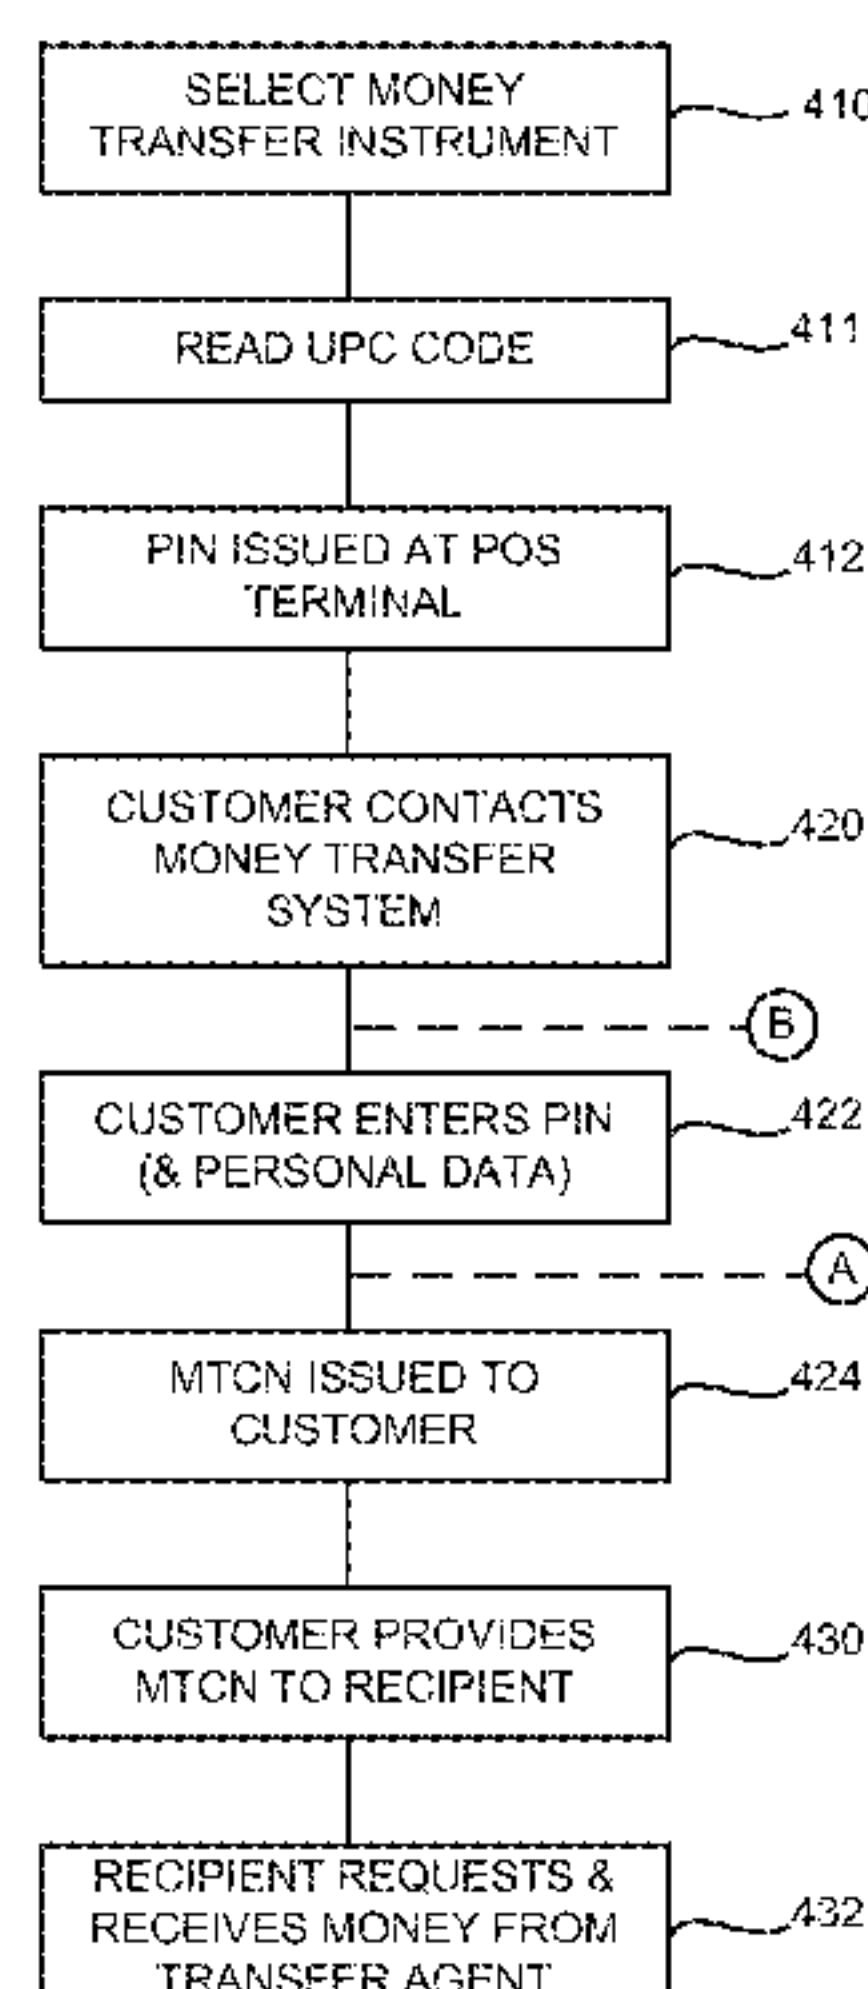 SELECT MONEY
TRANSFER INSTRUMENT
410
READ UPC CODE
411
PIN ISSUED AT POS
TERMINAL
412
CUSTOMER CONTACTS
MONEY TRANSFER
SYSTEM
420
B
CUSTOMER ENTERS PIN
(& PERSONAL DATA)
422
A
MTCN ISSUED TO
CUSTOMER
424
CUSTOMER PROVIDES
MTCN TO RECIPIENT
430
RECIPIENT REQUESTS &
RECEIVES MONEY FROM
TRANSFER AGENT
432